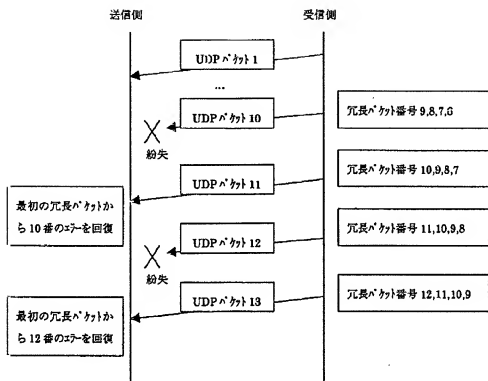 送信側
受信側
UDPパケット1
...
UDPパケット10
冗長パケット番号 9,8,7,6
紛失
UDPパケット11
冗長パケット番号 10,9,8,7
最初の冗長パケットか
ら10番のエラーを回復
UDPパケット12
冗長パケット番号 11,10,9,8
紛失
UDPパケット13
冗長パケット番号 12,11,10,9
最初の冗長パケットか
ら12番のエラーを回復